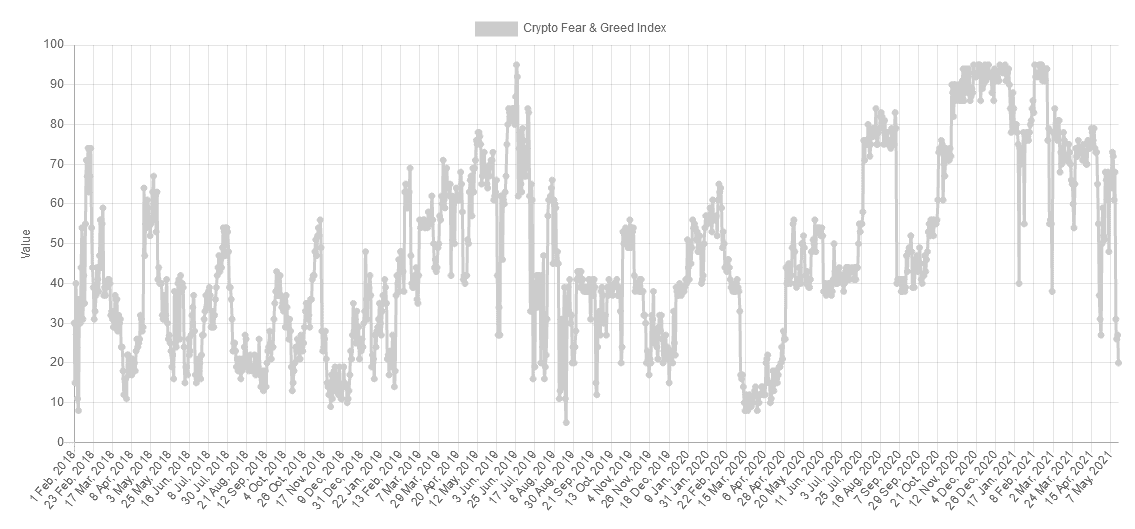 Crypto Fear & Greed Index
100
90
80
70
60
50
40
30
20
10
0
Value
1 Feb, 2018
23 Feb, 2018
17 Mar, 2018
8 Apr, 2018
3 May, 2018
25 May, 2018
16 Jun, 2018
8 Jul, 2018
30 Jul, 2018
21 Aug, 2018
12 Sep, 2018
4 Oct, 2018
26 Oct, 2018
17 Nov, 2018
9 Dec, 2018
31 Dec, 2018
22 Jan, 2019
13 Feb, 2019
7 Mar, 2019
29 Mar, 2019
20 Apr, 2019
12 May, 2019
3 Jun, 2019
25 Jun, 2019
17 Jul, 2019
8 Aug, 2019
30 Aug, 2019
21 Sep, 2019
13 Oct, 2019
4 Nov, 2019
26 Nov, 2019
18 Dec, 2019
9 Jan, 2020
31 Jan, 2020
22 Feb, 2020
15 Mar, 2020
6 Apr, 2020
28 Apr, 2020
20 May, 2020
11 Jun, 2020
3 Jul, 2020
25 Jul, 2020
16 Aug, 2020
7 Sep, 2020
29 Sep, 2020
21 Oct, 2020
12 Nov, 2020
4 Dec, 2020
26 Dec, 2020
17 Jan, 2021
8 Feb, 2021
2 Mar, 2021
24 Mar, 2021
15 Apr, 2021
7 May, 2021